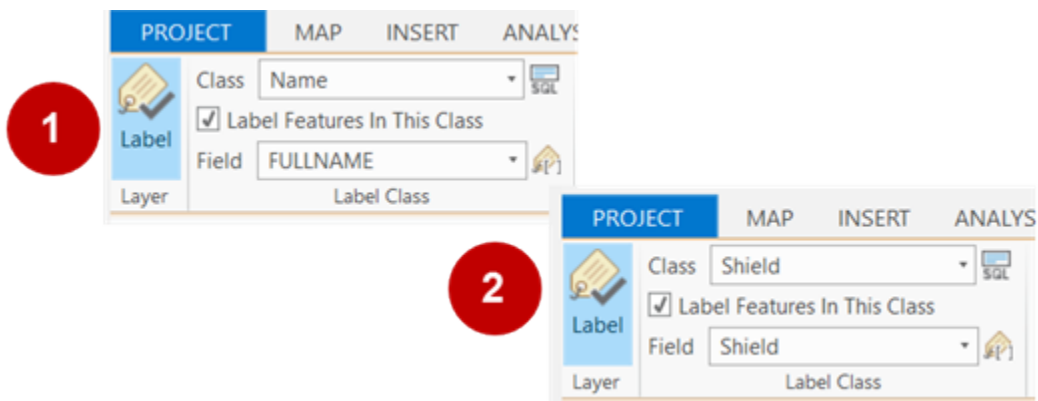 PROJECT MAP INSERT ANALYS
1
Label
Class Name SQL
Label Features In This Class
Field FULLNAME
Layer Label Class
PROJECT MAP INSERT ANALYS
2
Label
Class Shield SQL
Label Features In This Class
Field Shield
Layer Label Class